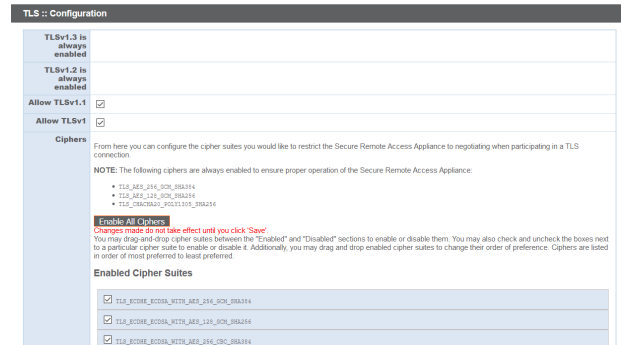 TLS :: Configuration
TLSv1.3 is
always
enabled
TLSv1.2 is
always
enabled
Allow TLSv1.1
Allow TLSv1
Ciphers
From here you can configure the cipher suites you would like to restrict the Secure Remote Access Appliance to negotiating when participating in a TLS
connection.
NOTE: The following ciphers are always enabled to ensure proper operation of the Secure Remote Access Appliance:
TLS_AES_256_GCM_SHA384
TLS_AES_128_GCM_SHA256
TLS_CHACHA20_POLY1305_SHA256
Enable All Ciphers
Changes made do not take effect until you click 'Save'.
You may drag-and-drop cipher suites between the "Enabled" and "Disabled" sections to enable or disable them. You may also check and uncheck the boxes next
to a particular cipher suite to enable or disable it. Additionally, you may drag and drop enabled cipher suites to change their order of preference. Ciphers are listed
in order of most preferred to least preferred.
Enabled Cipher Suites
TLS_ECDHE_ECDSA_WITH_AES_256_GCM_SHA384
TLS_ECDHE_ECDSA_WITH_AES_128_GCM_SHA256
TLS_ECDHE_ECDSA_WITH_AES_256_CBC_SHA384